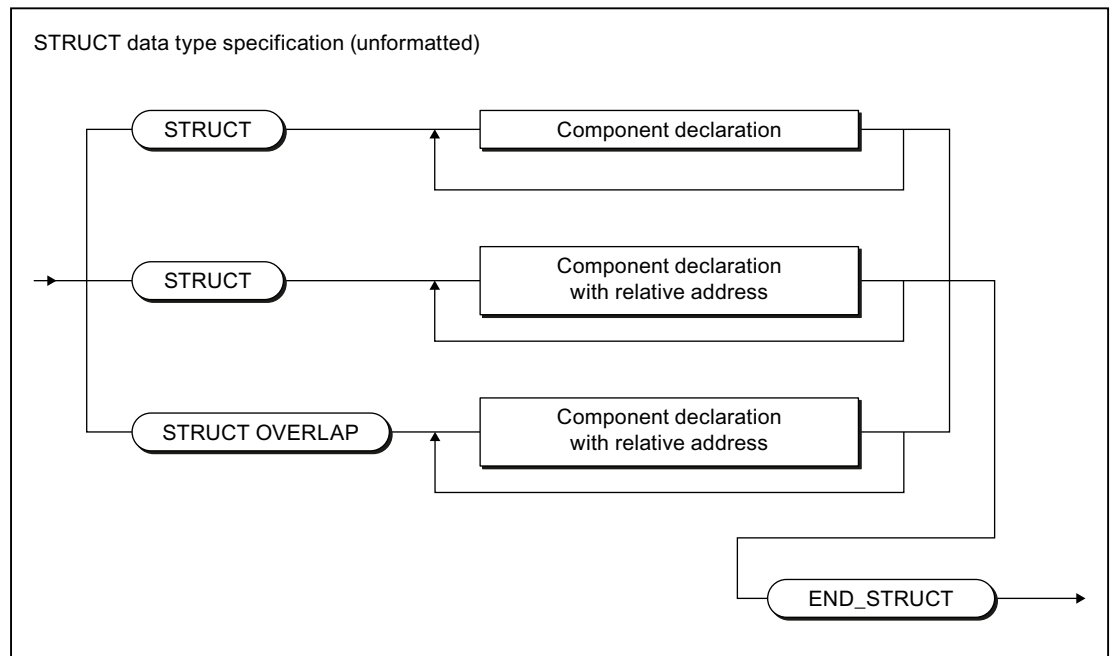 STRUCT data type specification (unformatted)
STRUCT
Component declaration
STRUCT
Component declaration
with relative address
STRUCT OVERLAP
Component declaration
with relative address
END_STRUCT